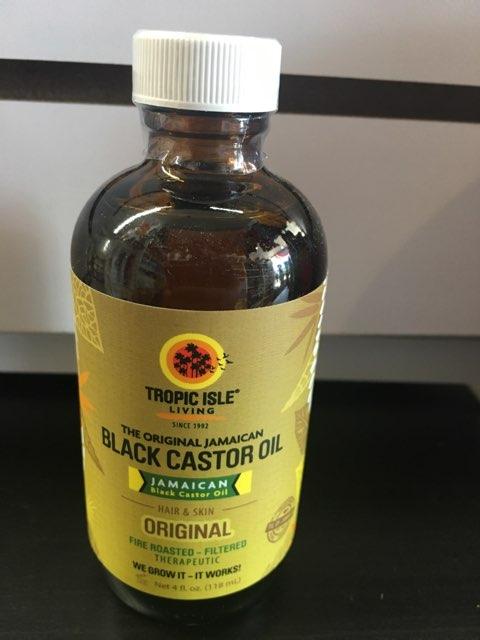 TROPIC ISLE®
LIVING
SINCE 1992
THE ORIGINAL JAMAICAN
BLACK CASTOR OIL
JAMAICAN
Black Castor Oil
HAIR & SKIN
ORIGINAL
FIRE ROASTED - FILTERED
THERAPEUTIC
WE GROW IT - IT WORKS!
Net 4 fl. oz. (118 mL)